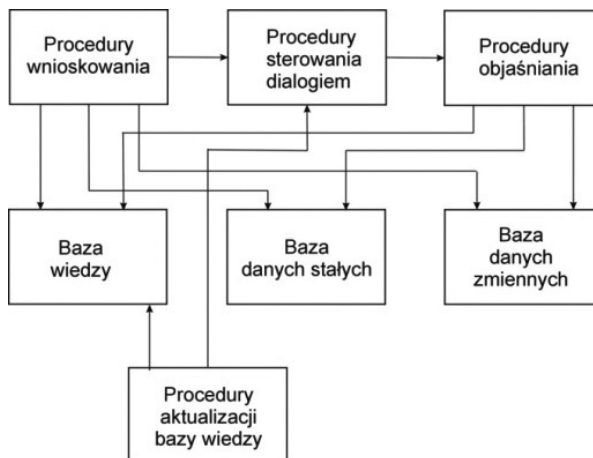 Procedury
wnioskowania
Procedury
sterowania
dialogiem
Procedury
objaśniania
Baza
wiedzy
Baza
danych stałych
Baza
danych
zmiennych
Procedury
aktualizacji
bazy wiedzy